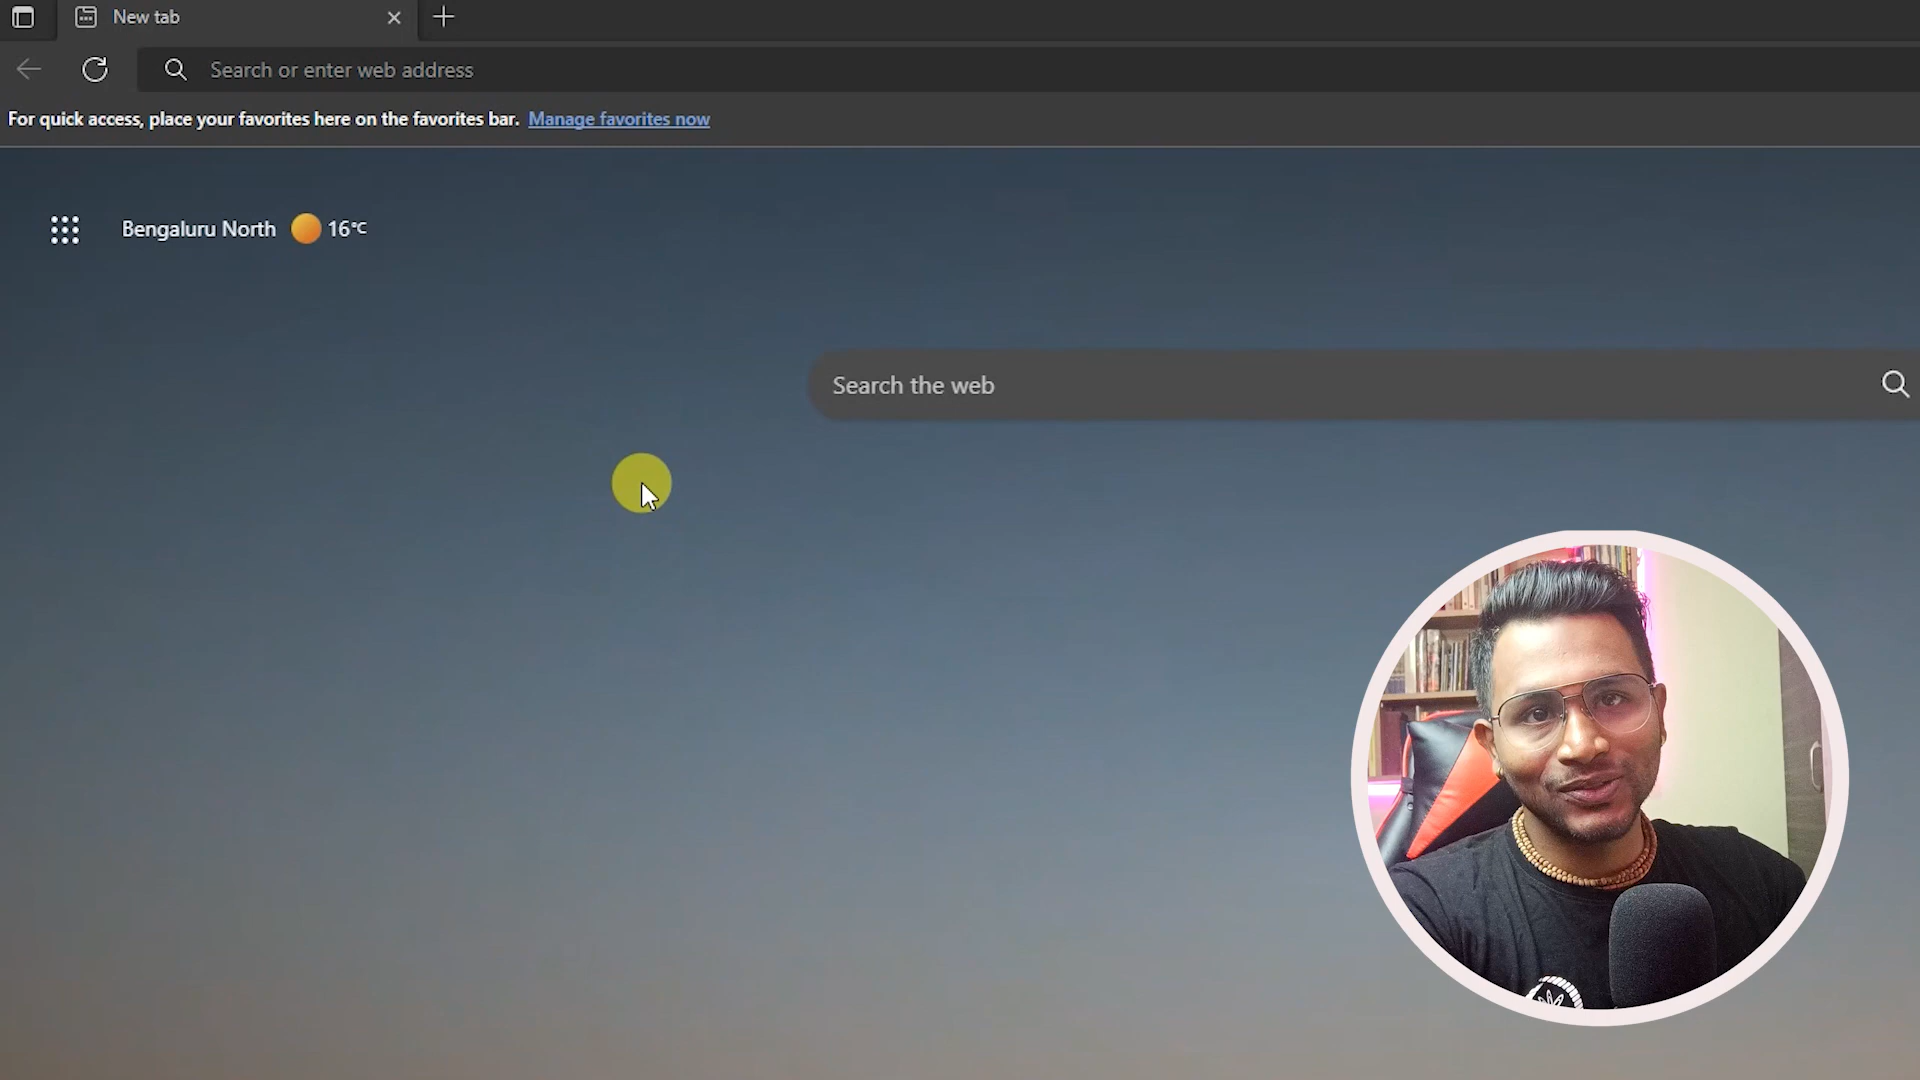 New tab
Search or enter web address
For quick access, place your favorites here on the favorites bar. Manage favorites now
Bengaluru North 16°C
Search the web